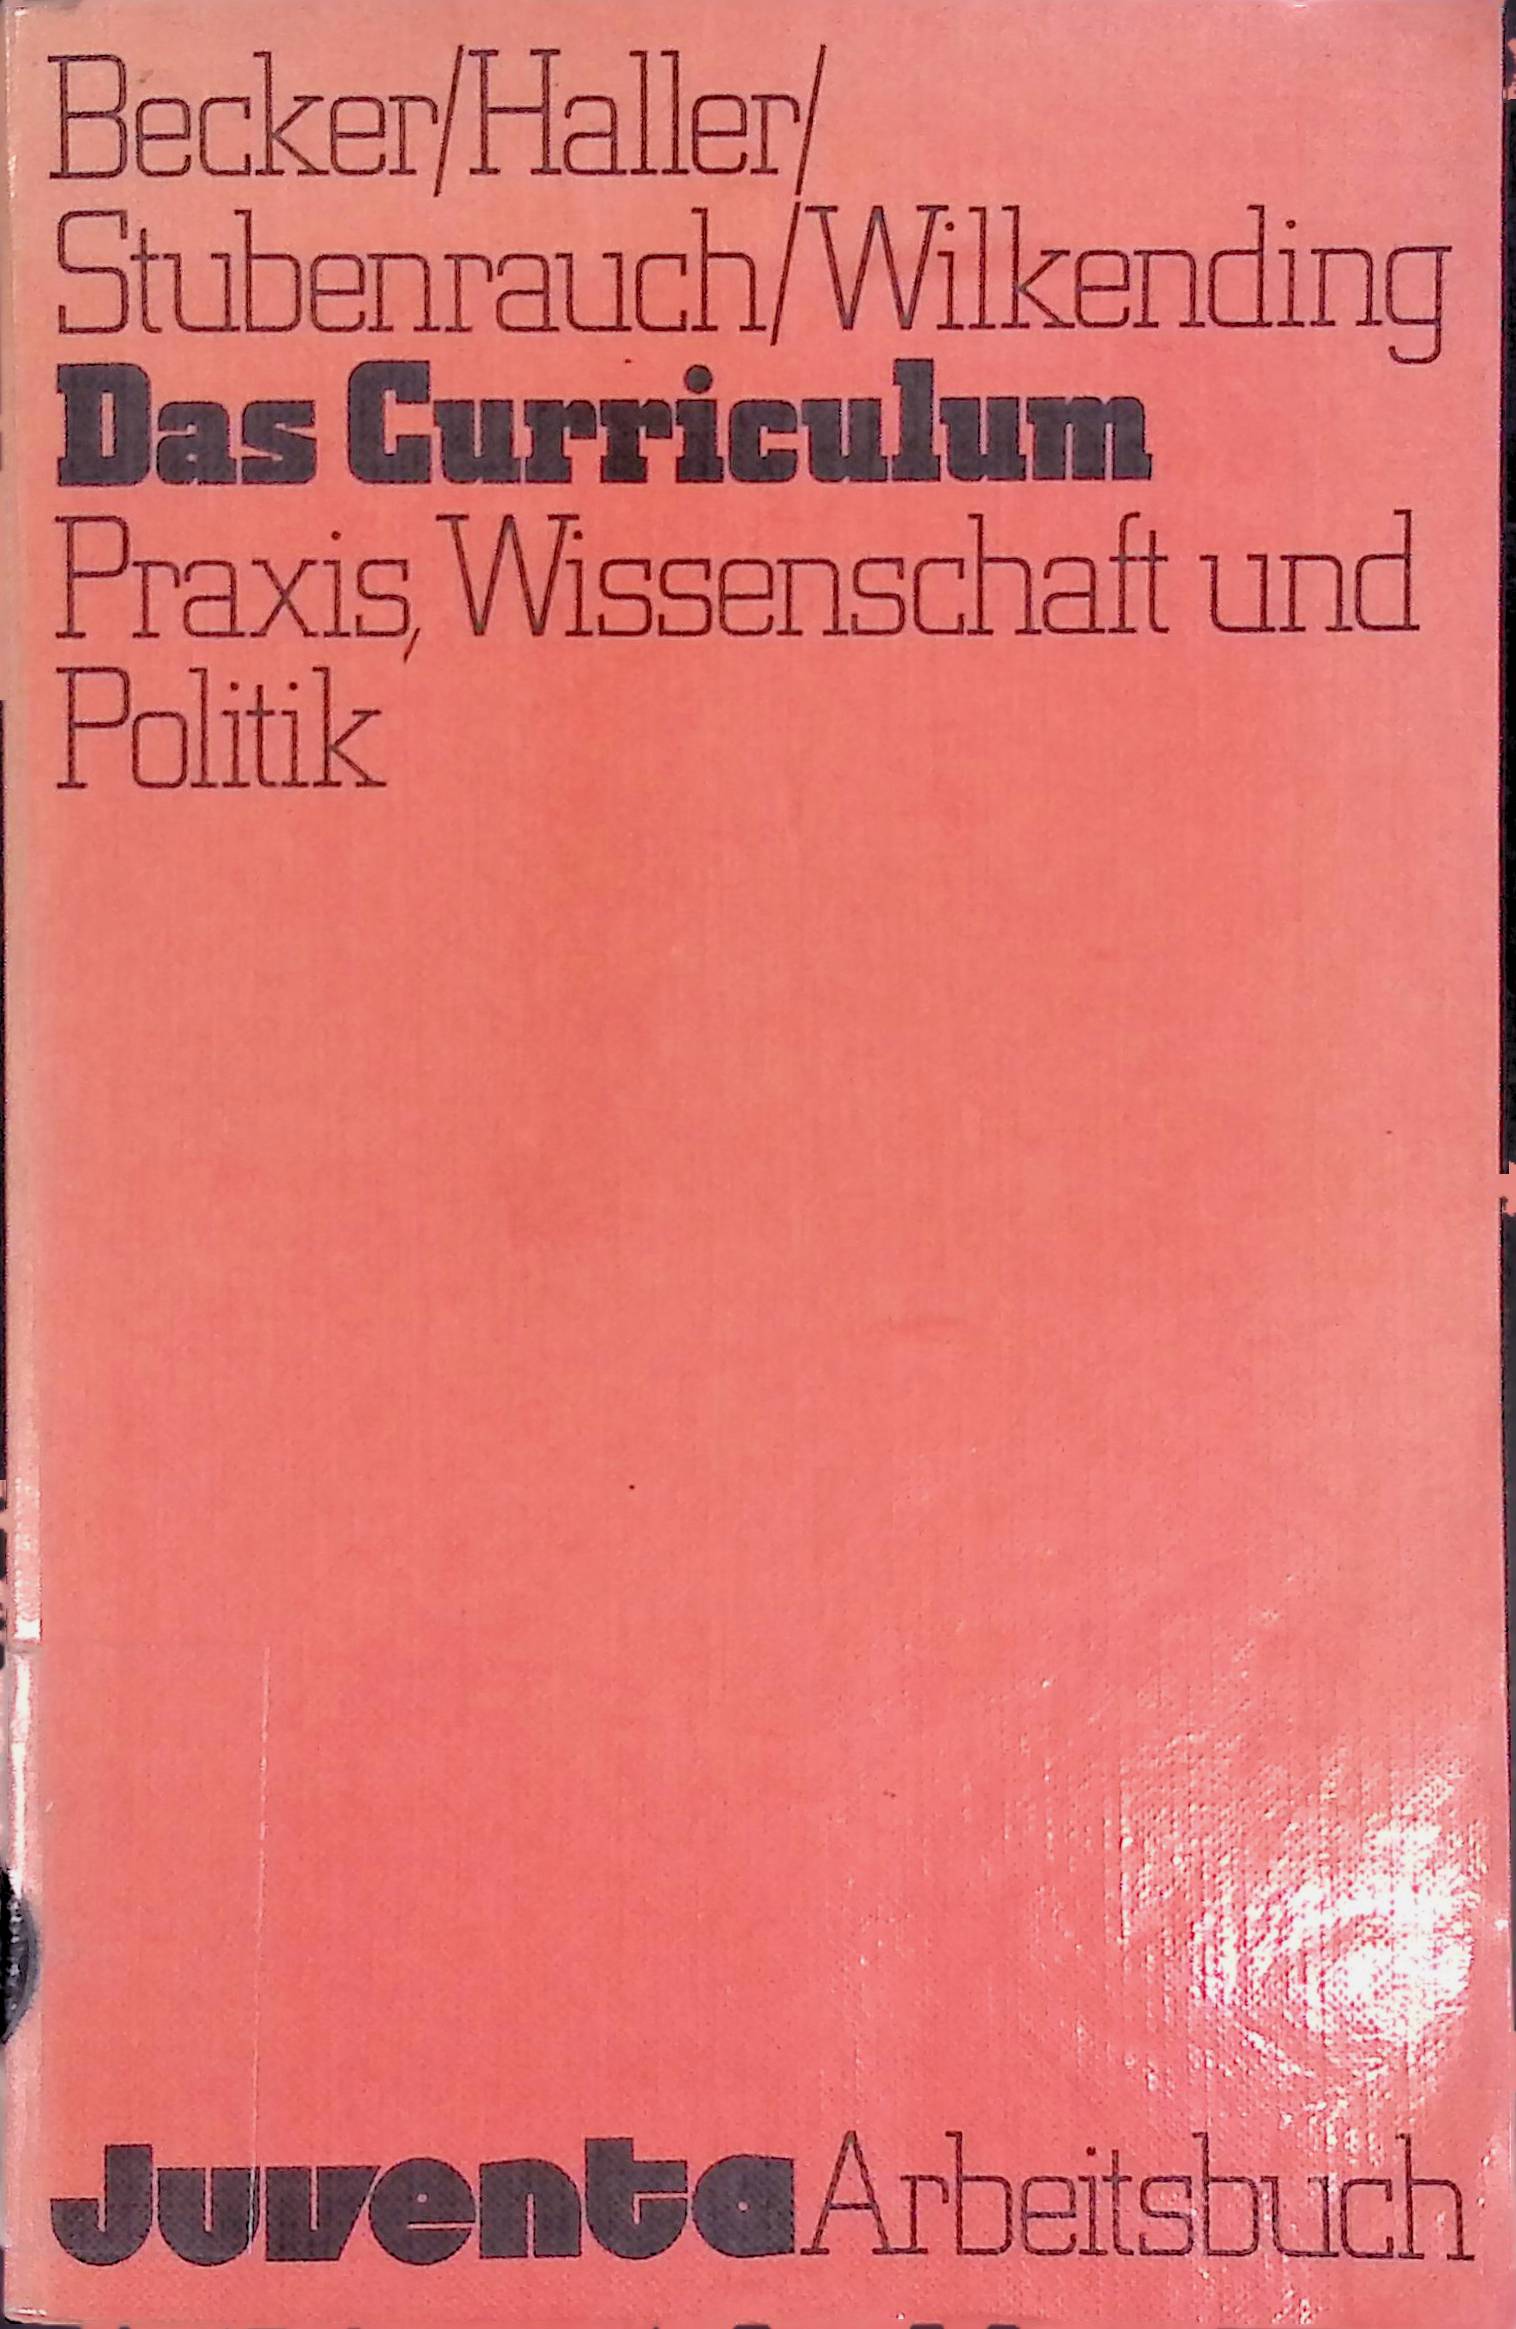 Becker/Haller/
Stubenrauch/Wilkending
Das Curriculum
Praxis, Wissenschaft und
Politik
Juventa Arbeitsbuch